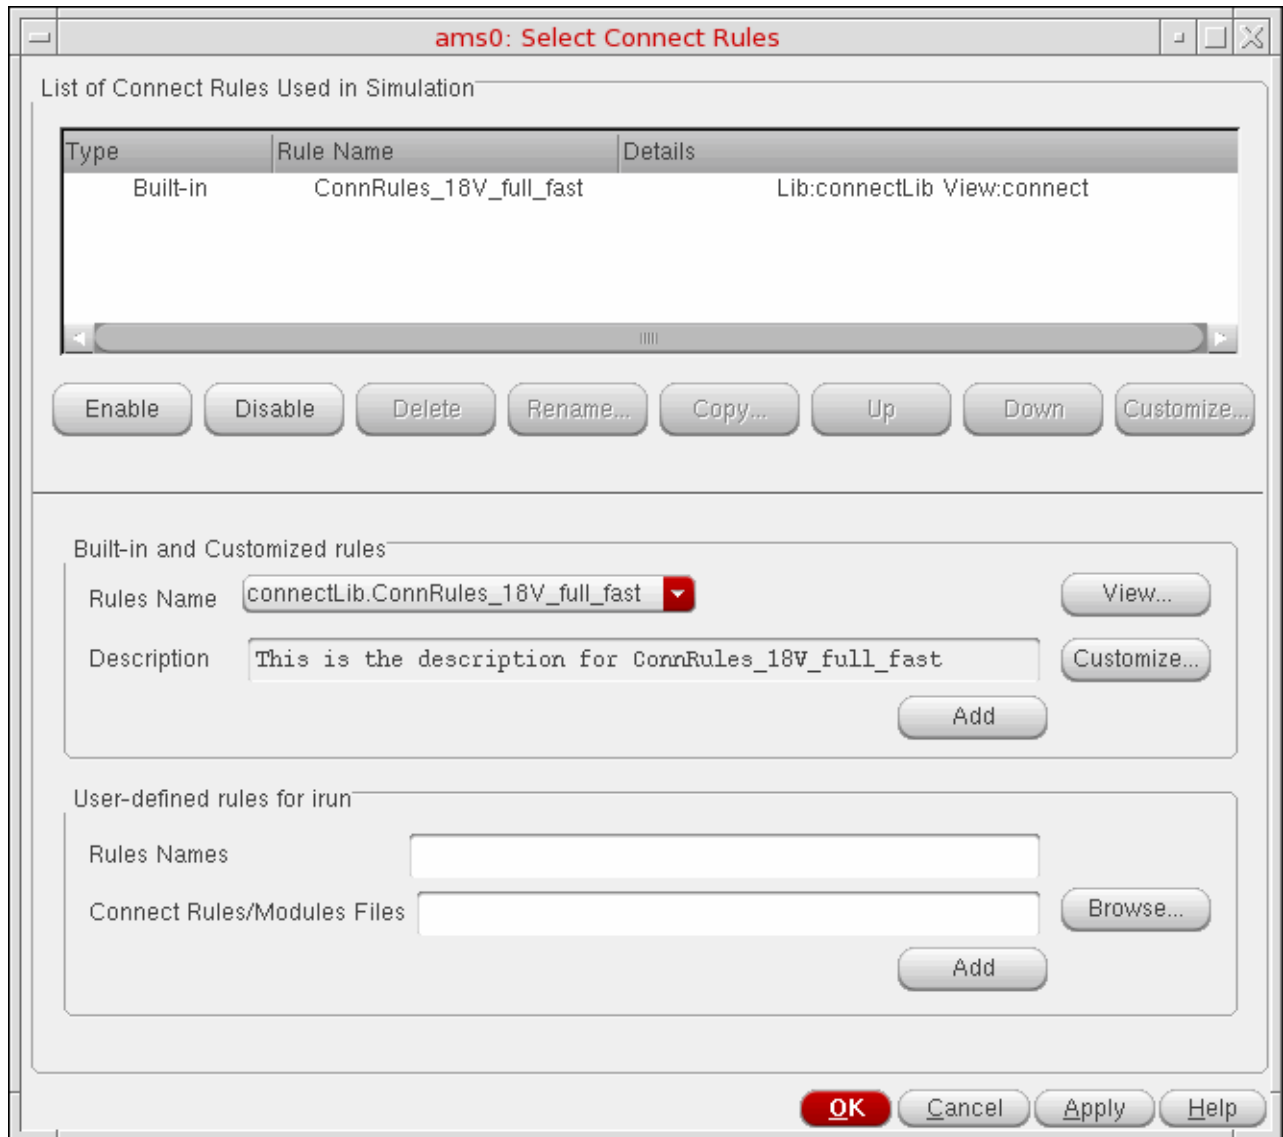 ams0: Select Connect Rules
List of Connect Rules Used in Simulation
Type Rule Name Details
Built-in ConnRules_18V_full_fast Lib:connectLib View:connect
Enable Disable Delete Rename... Copy... Up Down Customize...
Built-in and Customized rules
Rules Name connectLib.ConnRules_18V_full_fast View...
Description This is the description for ConnRules_18V_full_fast Customize...
Add
User-defined rules for irun
Rules Names
Connect Rules/Modules Files Browse...
Add
OK Cancel Apply Help